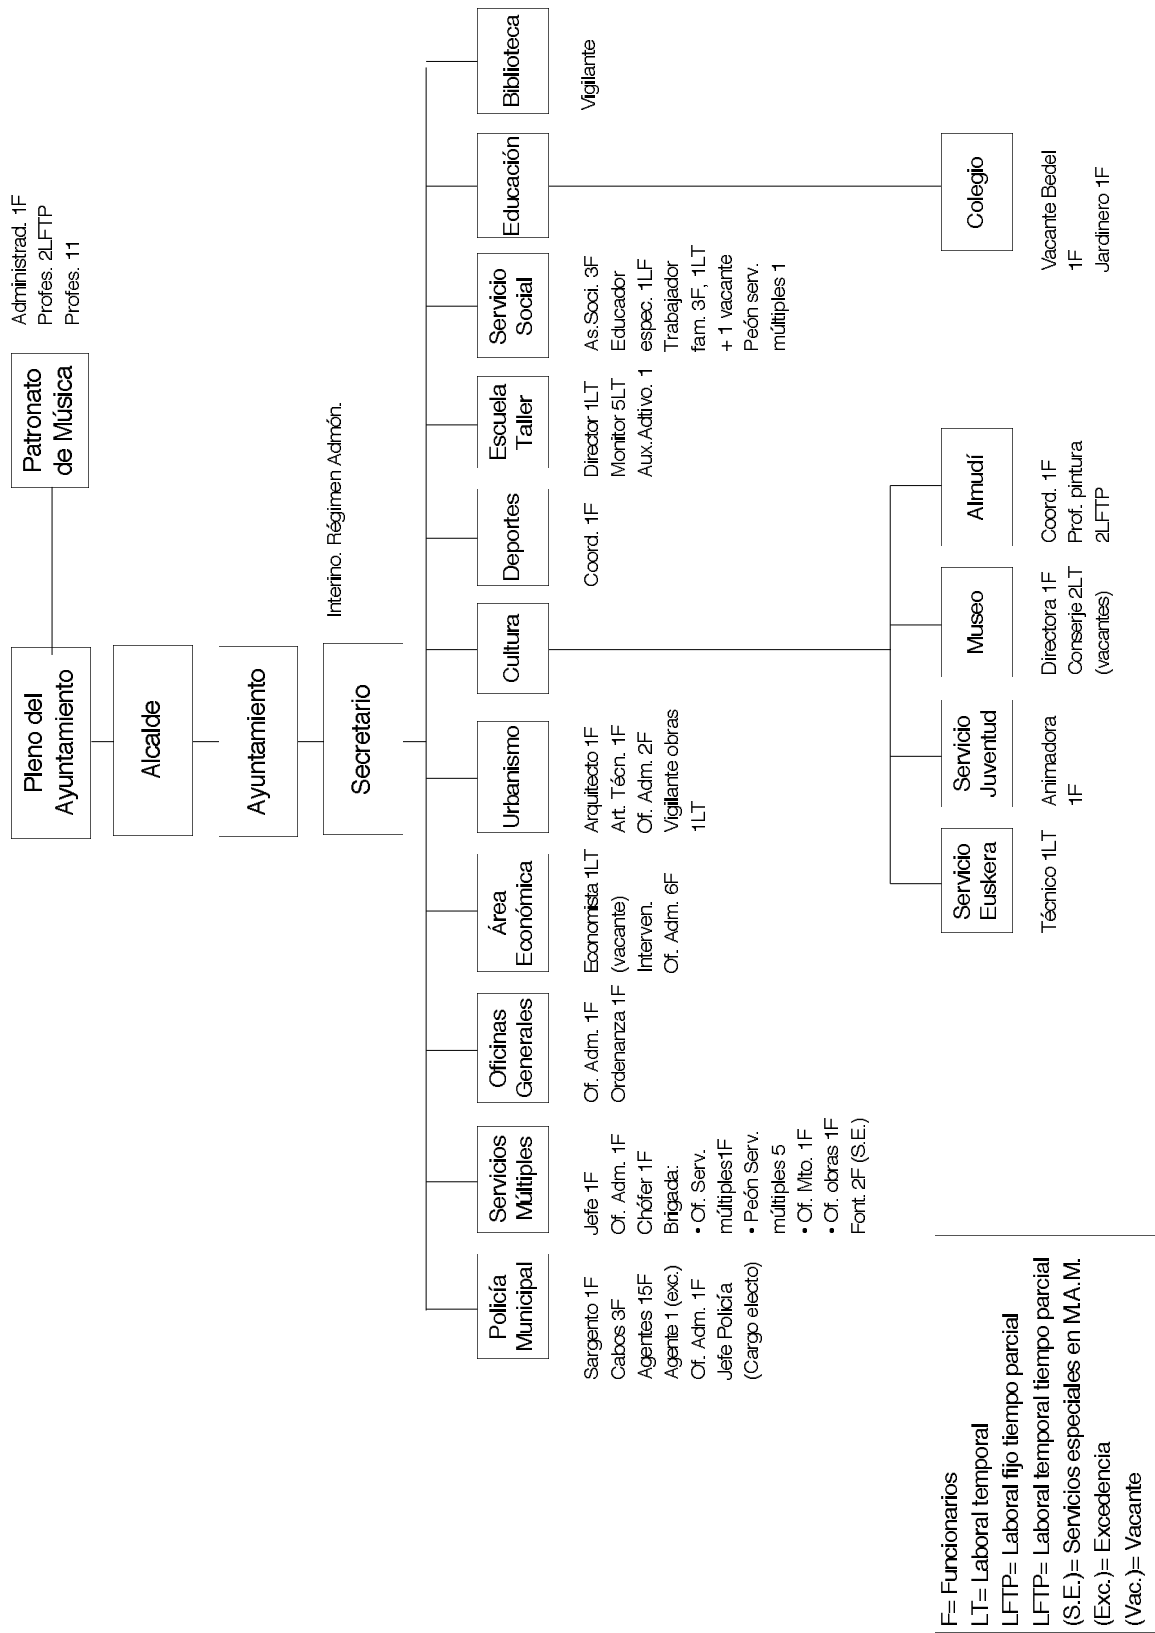 Pleno del
Ayuntamiento
Patronato
de Música
Administrad. 1F
Profes. 2LFTP
Profes. 11
Alcalde
Ayuntamiento
Secretario
Interino. Régimen Admón.
Policía
Municipal
Sargento 1F
Cabos 3F
Agentes 15F
Agente 1 (exc.)
Of. Adm. 1F
Jefe Policía
(Cargo electo)
Servicios
Múltiples
Jefe 1F
Of. Adm. 1F
Chófer 1F
Brigada:
• Of. Serv.
múltiples1F
• Peón Serv.
múltiples 5
• Of. Mto. 1F
• Of. obras 1F
Font. 2F (S.E.)
Oficinas
Generales
Of. Adm. 1F
Ordenanza 1F
Área
Económica
Economista 1LT
(vacante)
Interven.
Of. Adm. 6F
Urbanismo
Arquitecto 1F
Art. Técn. 1F
Of. Adm. 2F
Vigilante obras
1LT
Cultura
Deportes
Coord. 1F
Escuela
Taller
Director 1LT
Monitor 5LT
Aux.Adtivo. 1
Servicio
Social
As.Soci. 3F
Educador
espec. 1LF
Trabajador
fam. 3F, 1LT
+ 1 vacante
Peón serv.
múltiples 1
Educación
Biblioteca
Vigilante
Servicio
Euskera
Técnico 1LT
Servicio
Juventud
Animadora
1F
Museo
Directora 1F
Conserje 2LT
(vacantes)
Almudí
Coord. 1F
Prof. pintura
2LFTP
Colegio
Vacante Bedel
1F
Jardinero 1F
F= Funcionarios
LT= Laboral temporal
LFTP= Laboral fijo tiempo parcial
LFTP= Laboral temporal tiempo parcial
(S.E.)= Servicios especiales en M.A.M.
(Exc.)= Excedencia
(Vac.)= Vacante